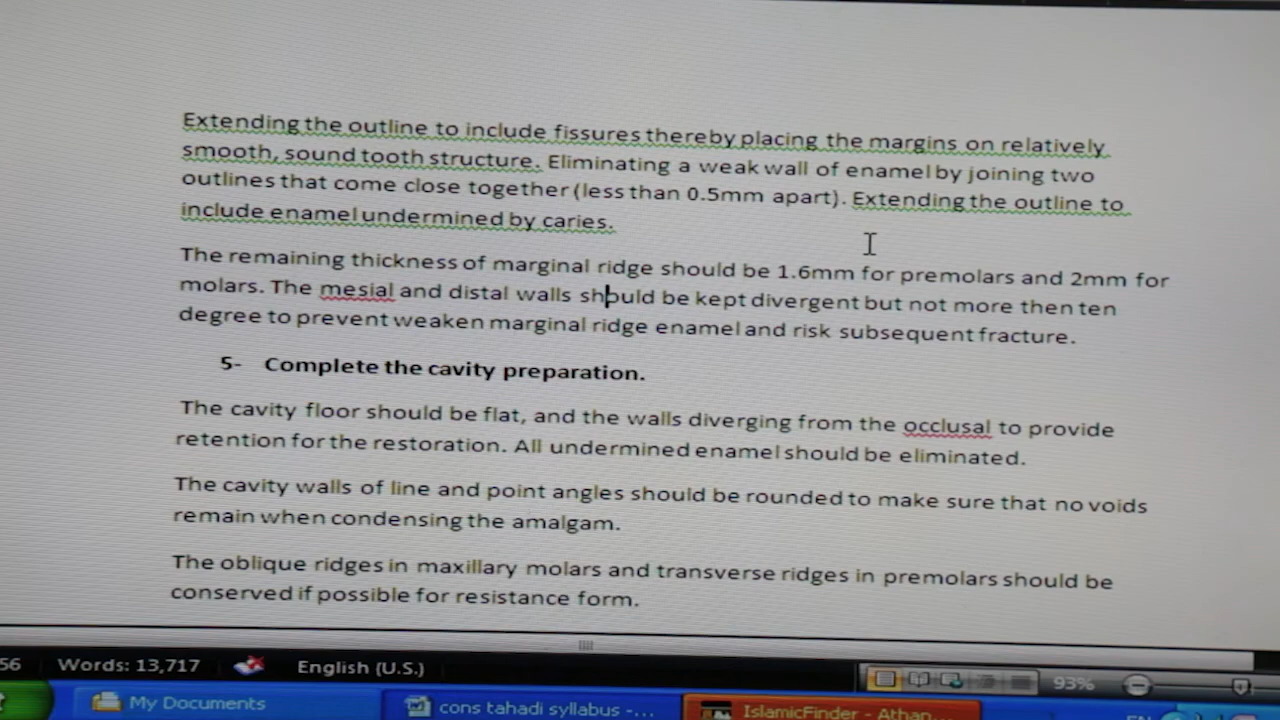 Extending the outline to include fissures thereby placing the margins on relatively
smooth, sound tooth structure. Eliminating a weak wall of enamel by joining two
outlines that come close together (less than 0.5mm apart). Extending the outline to
include enamel undermined by caries.
The remaining thickness of marginal ridge should be 1.6mm for premolars and 2mm for
molars. The mesial and distal walls should be kept divergent but not more then ten
degree to prevent weaken marginal ridge enamel and risk subsequent fracture.
5- Complete the cavity preparation.
The cavity floor should be flat, and the walls diverging from the occlusal to provide
retention for the restoration. All undermined enamel should be eliminated.
The cavity walls of line and point angles should be rounded to make sure that no voids
remain when condensing the amalgam.
The oblique ridges in maxillary molars and transverse ridges in premolars should be
conserved if possible for resistance form.
56 Words: 13,717 English (U.S.) 93%
My Documents cons tahadi syllabus -... IslamicFinder - Athan...